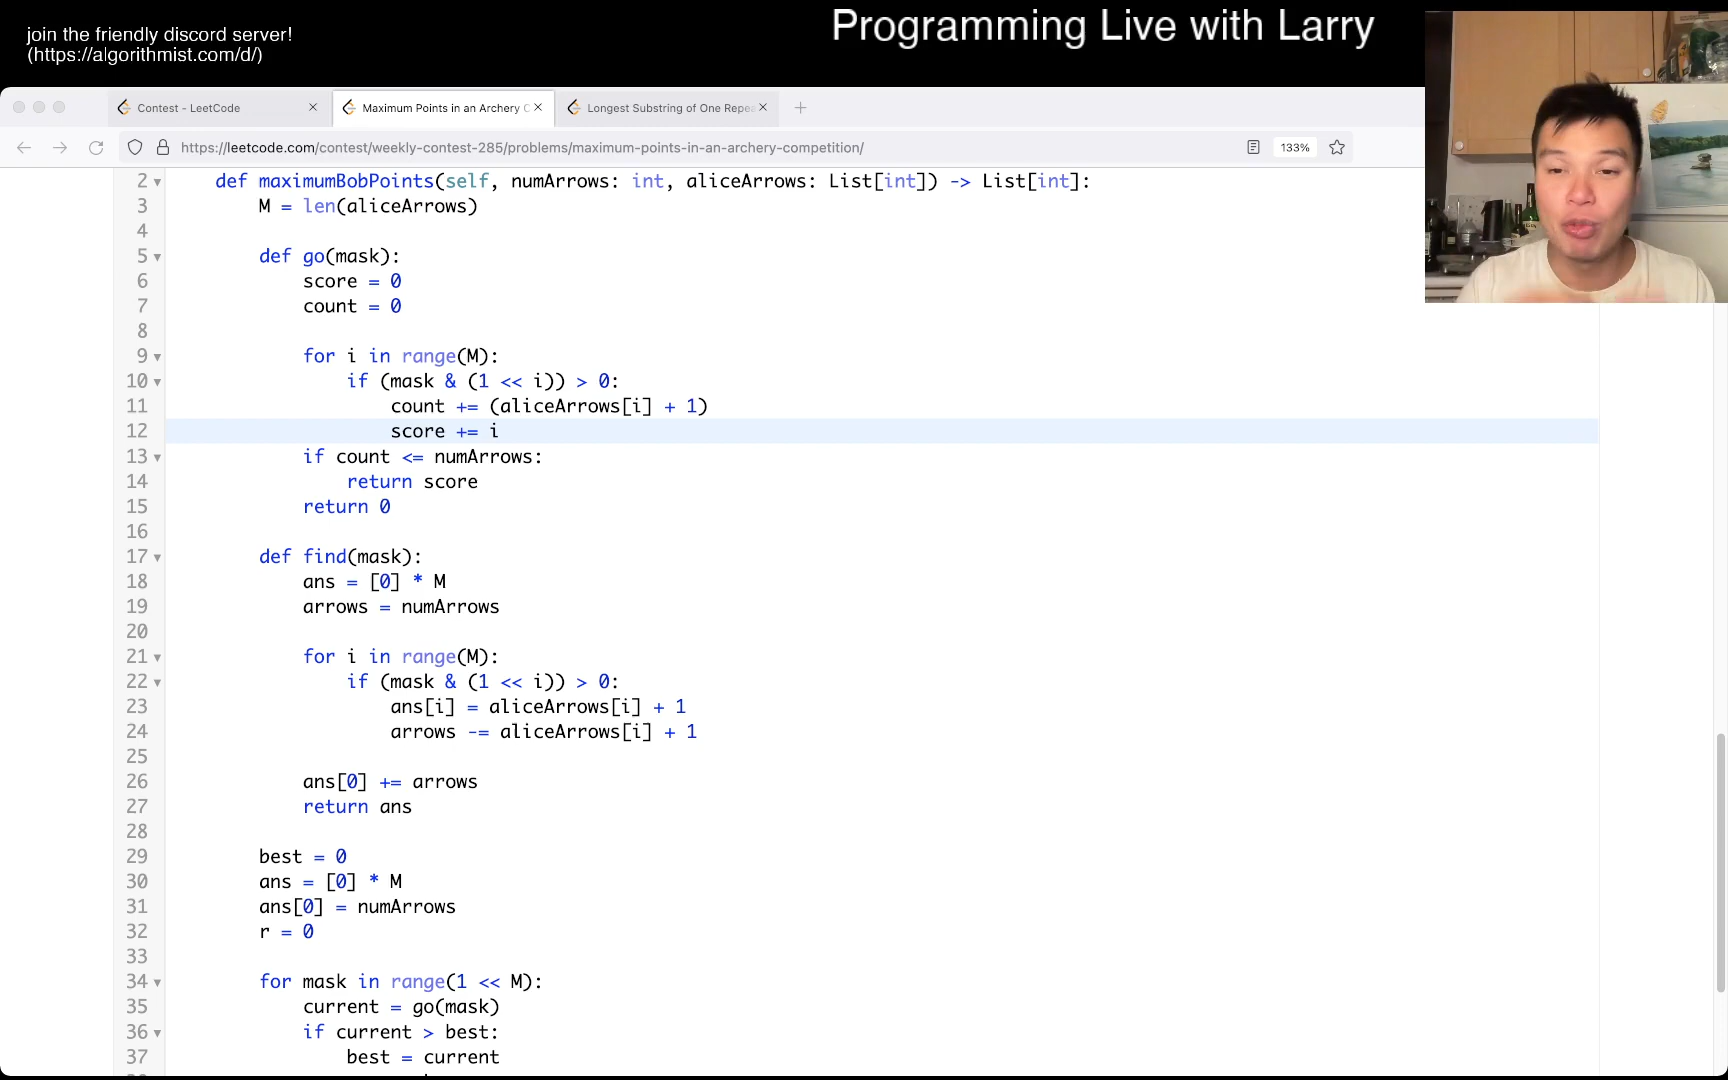 join the friendly discord server!
(https://algorithmist.com/d/)
Programming Live with Larry
Contest - LeetCode
Maximum Points in an Archery C
Longest Substring of One Repea
https://leetcode.com/contest/weekly-contest-285/problems/maximum-points-in-an-archery-competition/
133%
2 def maximumBobPoints(self, numArrows: int, aliceArrows: List[int]) -> List[int]:
3 M = len(aliceArrows)
4
5 def go(mask):
6 score = 0
7 count = 0
8
9 for i in range(M):
10 if (mask & (1 << i)) > 0:
11 count += (aliceArrows[i] + 1)
12 score += i
13 if count <= numArrows:
14 return score
15 return 0
16
17 def find(mask):
18 ans = [0] * M
19 arrows = numArrows
20
21 for i in range(M):
22 if (mask & (1 << i)) > 0:
23 ans[i] = aliceArrows[i] + 1
24 arrows -= aliceArrows[i] + 1
25
26 ans[0] += arrows
27 return ans
28
29 best = 0
30 ans = [0] * M
31 ans[0] = numArrows
32 r = 0
33
34 for mask in range(1 << M):
35 current = go(mask)
36 if current > best:
37 best = current